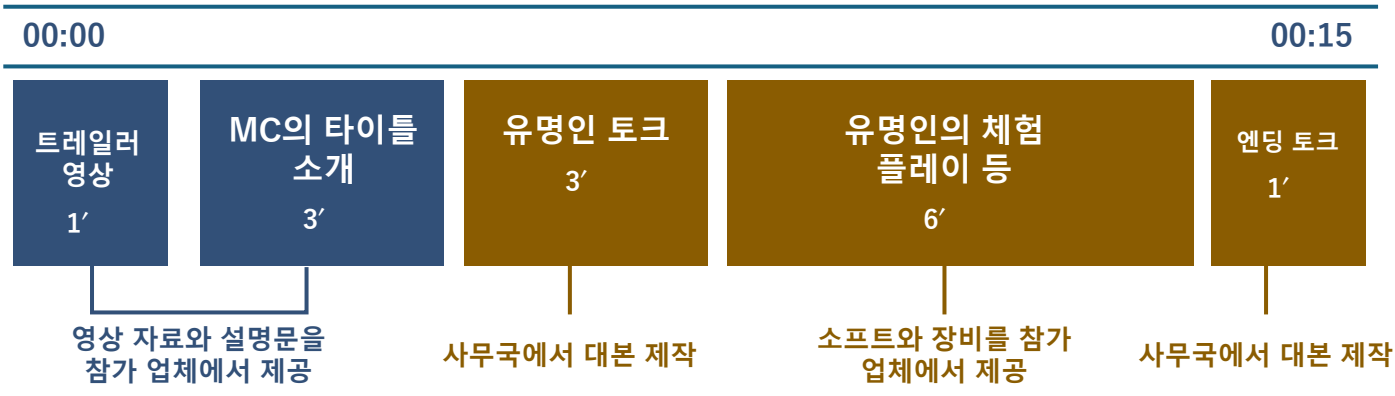 00:00
00:15
트레일러
영상
1′
MC의 타이틀
소개
3′
유명인 토크
3′
유명인의 체험
플레이 등
6′
엔딩 토크
1′
영상 자료와 설명문을
참가 업체에서 제공
사무국에서 대본 제작
소프트와 장비를 참가
업체에서 제공
사무국에서 대본 제작